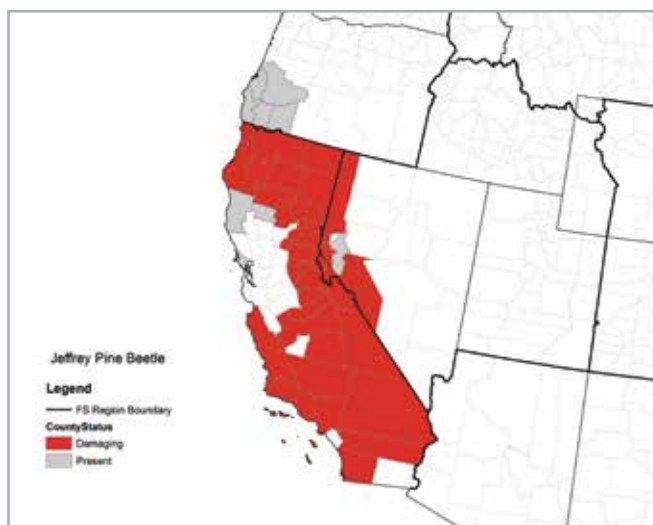 Jeffrey Pine Beetle
Legend
FS Region Boundary
CountyStatus
Damaging
Present